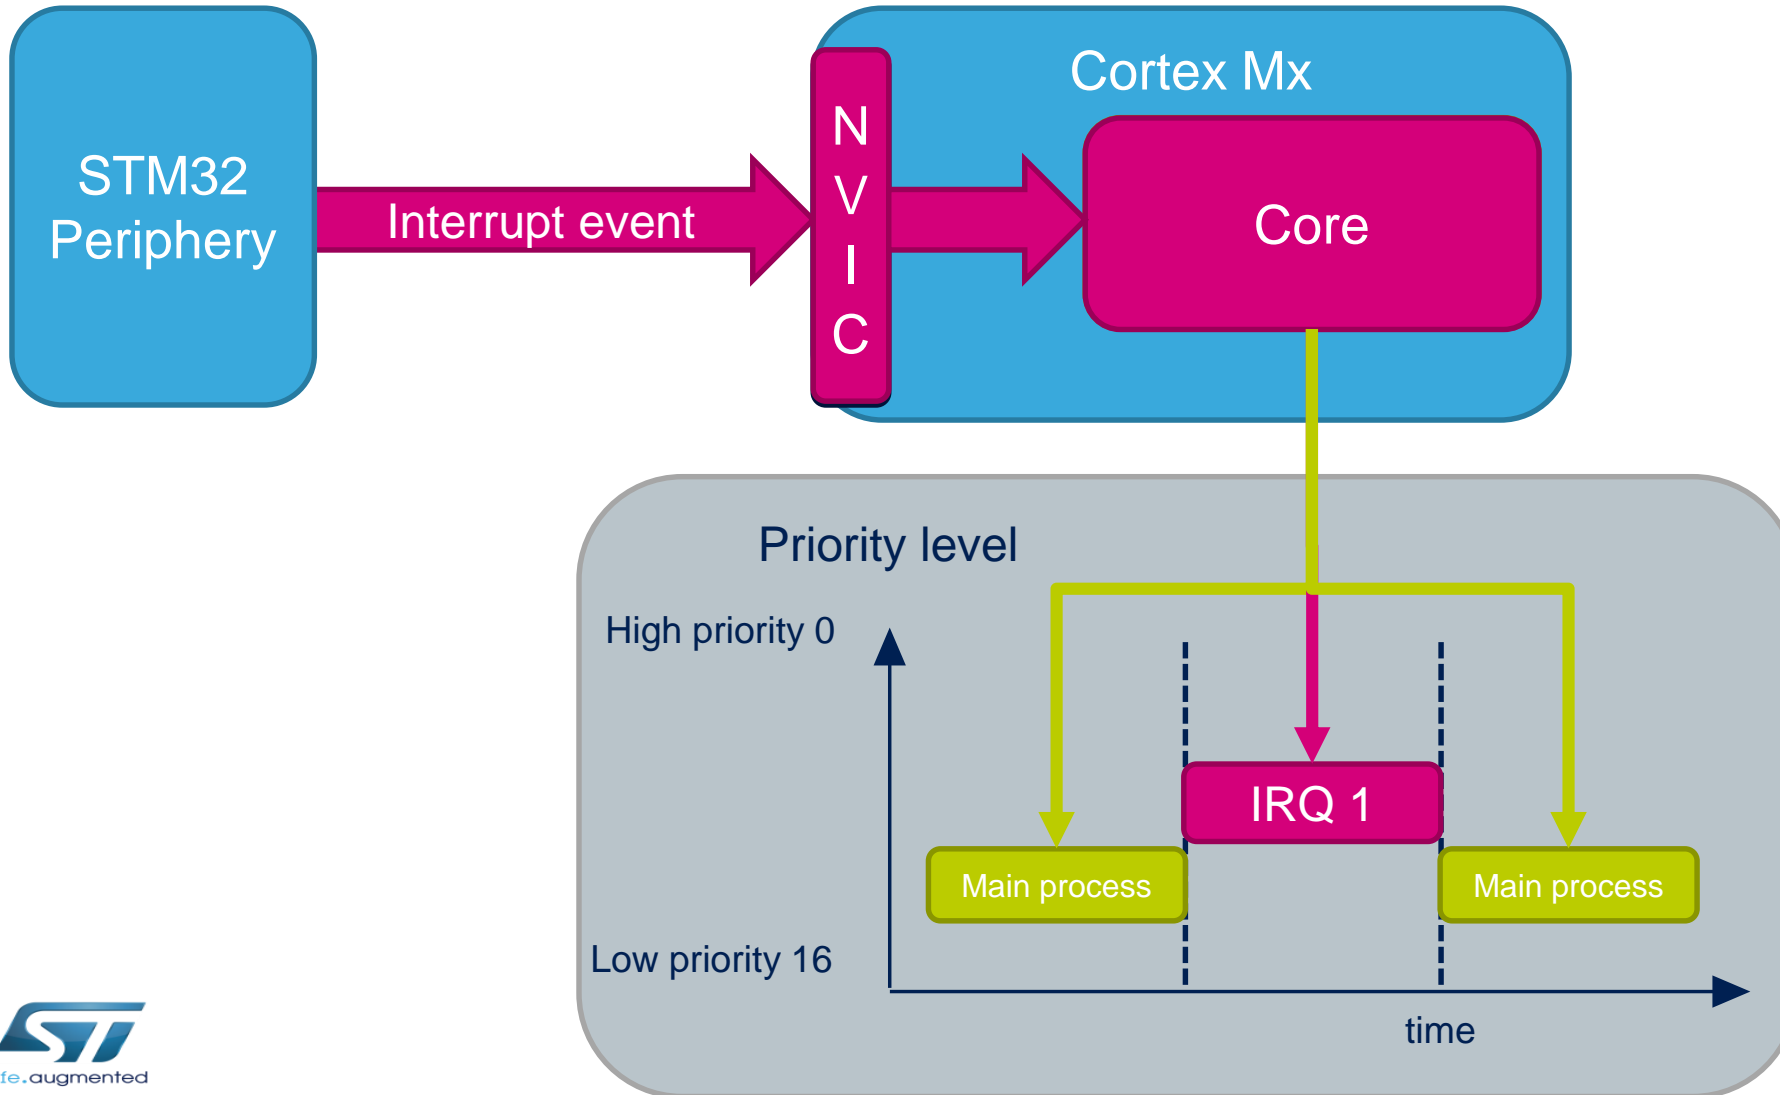 Cortex Mx
STM32
Periphery
Interrupt event
N
V
I
C
Core
Priority level
High priority 0
IRQ 1
Main process
Main process
Low priority 16
time
ST
fe.augmented